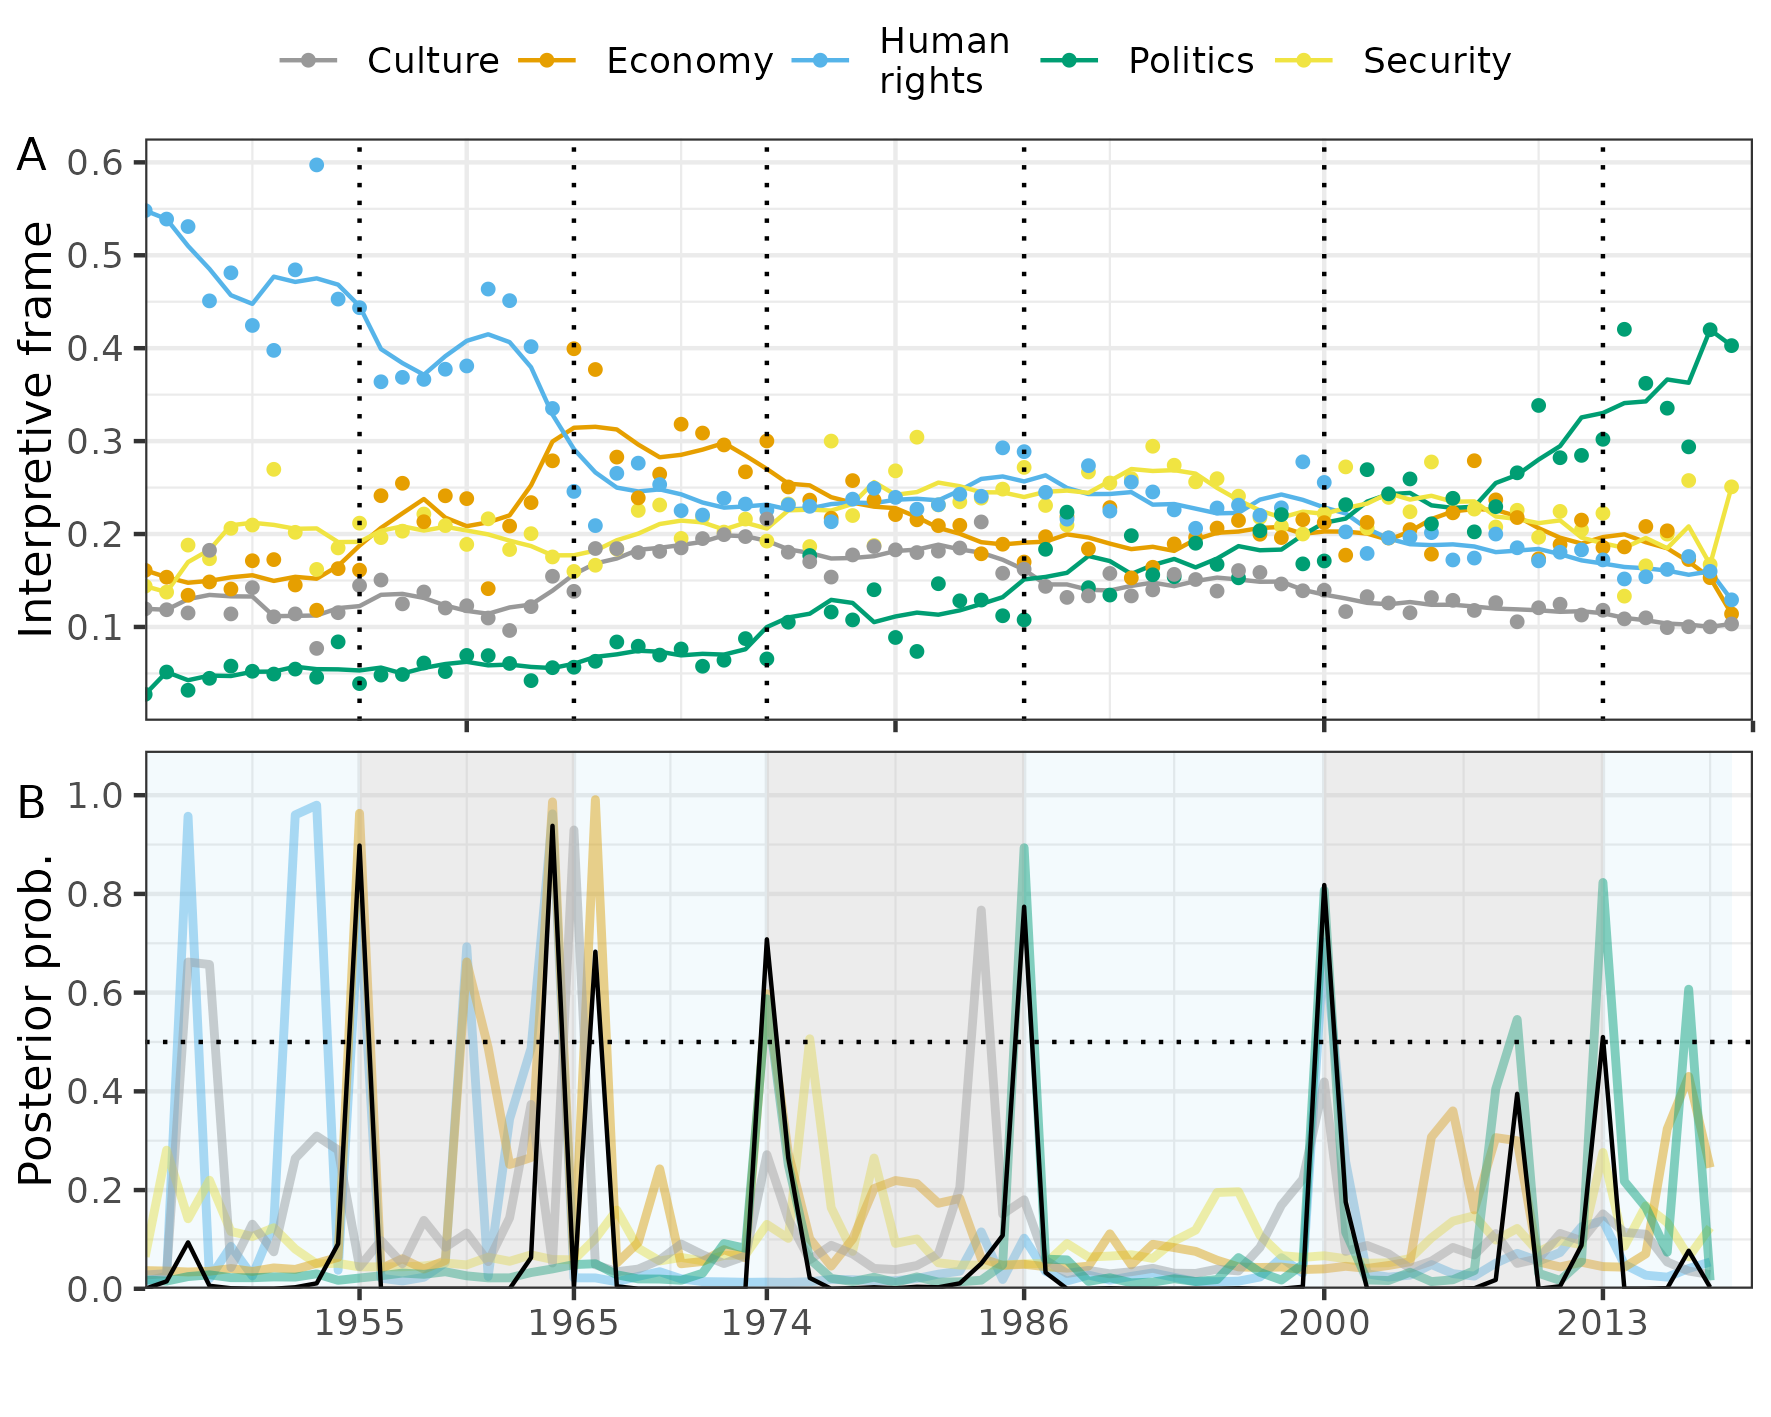 Culture Economy Human rights Politics Security
A
Interpretive frame
0.6
0.5
0.4
0.3
0.2
0.1
B
Posterior prob.
1.0
0.8
0.6
0.4
0.2
0.0
1955 1965 1974 1986 2000 2013